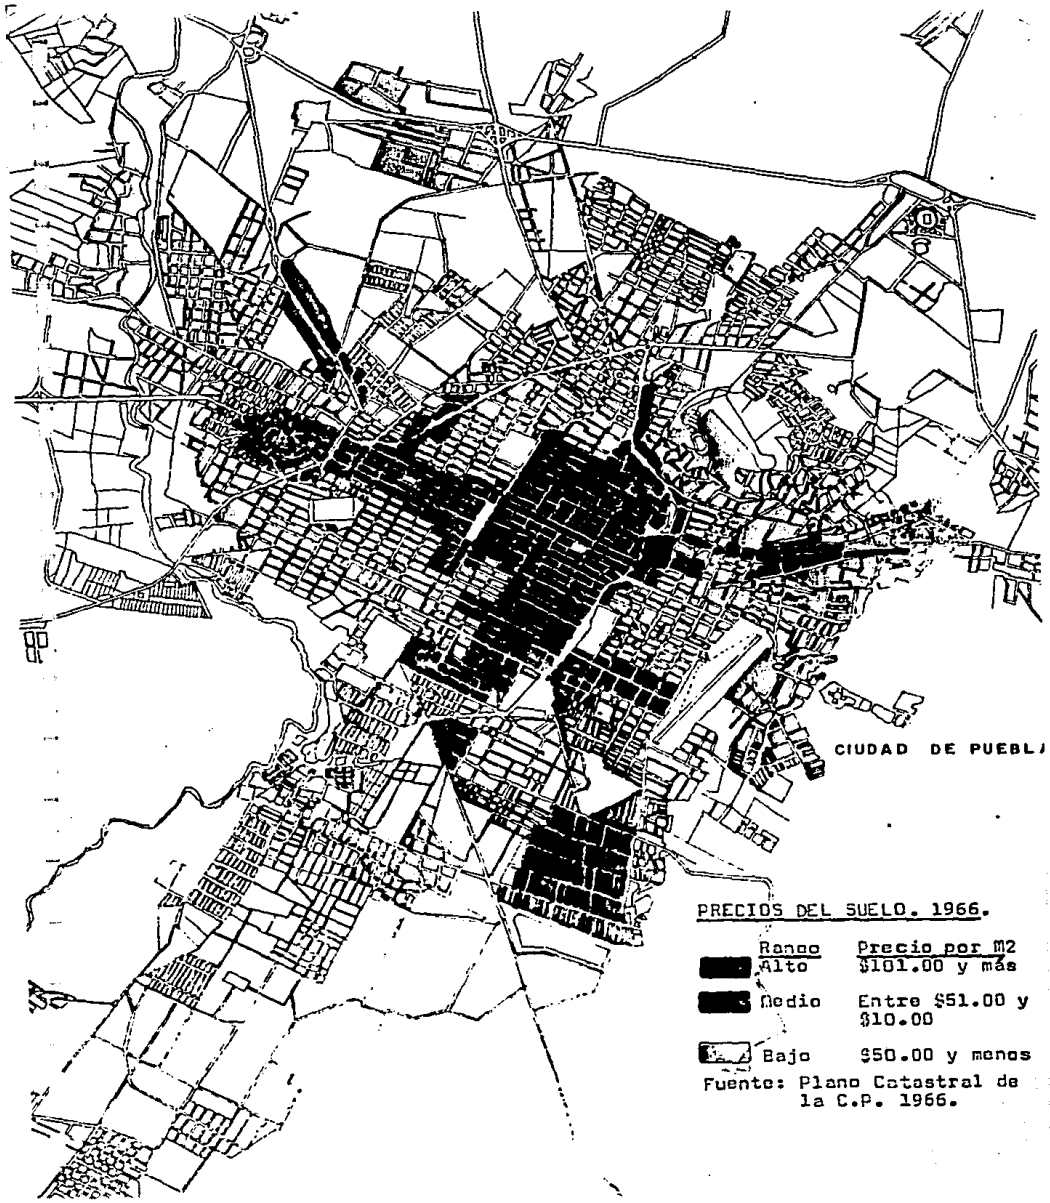 CIUDAD DE PUEBLA
PRECIOS DEL SUELO. 1966.
Rango Precio por M2
Alto $101.00 y más
Medio Entre $51.00 y
$10.00
Bajo $50.00 y menos
Fuente: Plano Catastral de
la C.P. 1966.